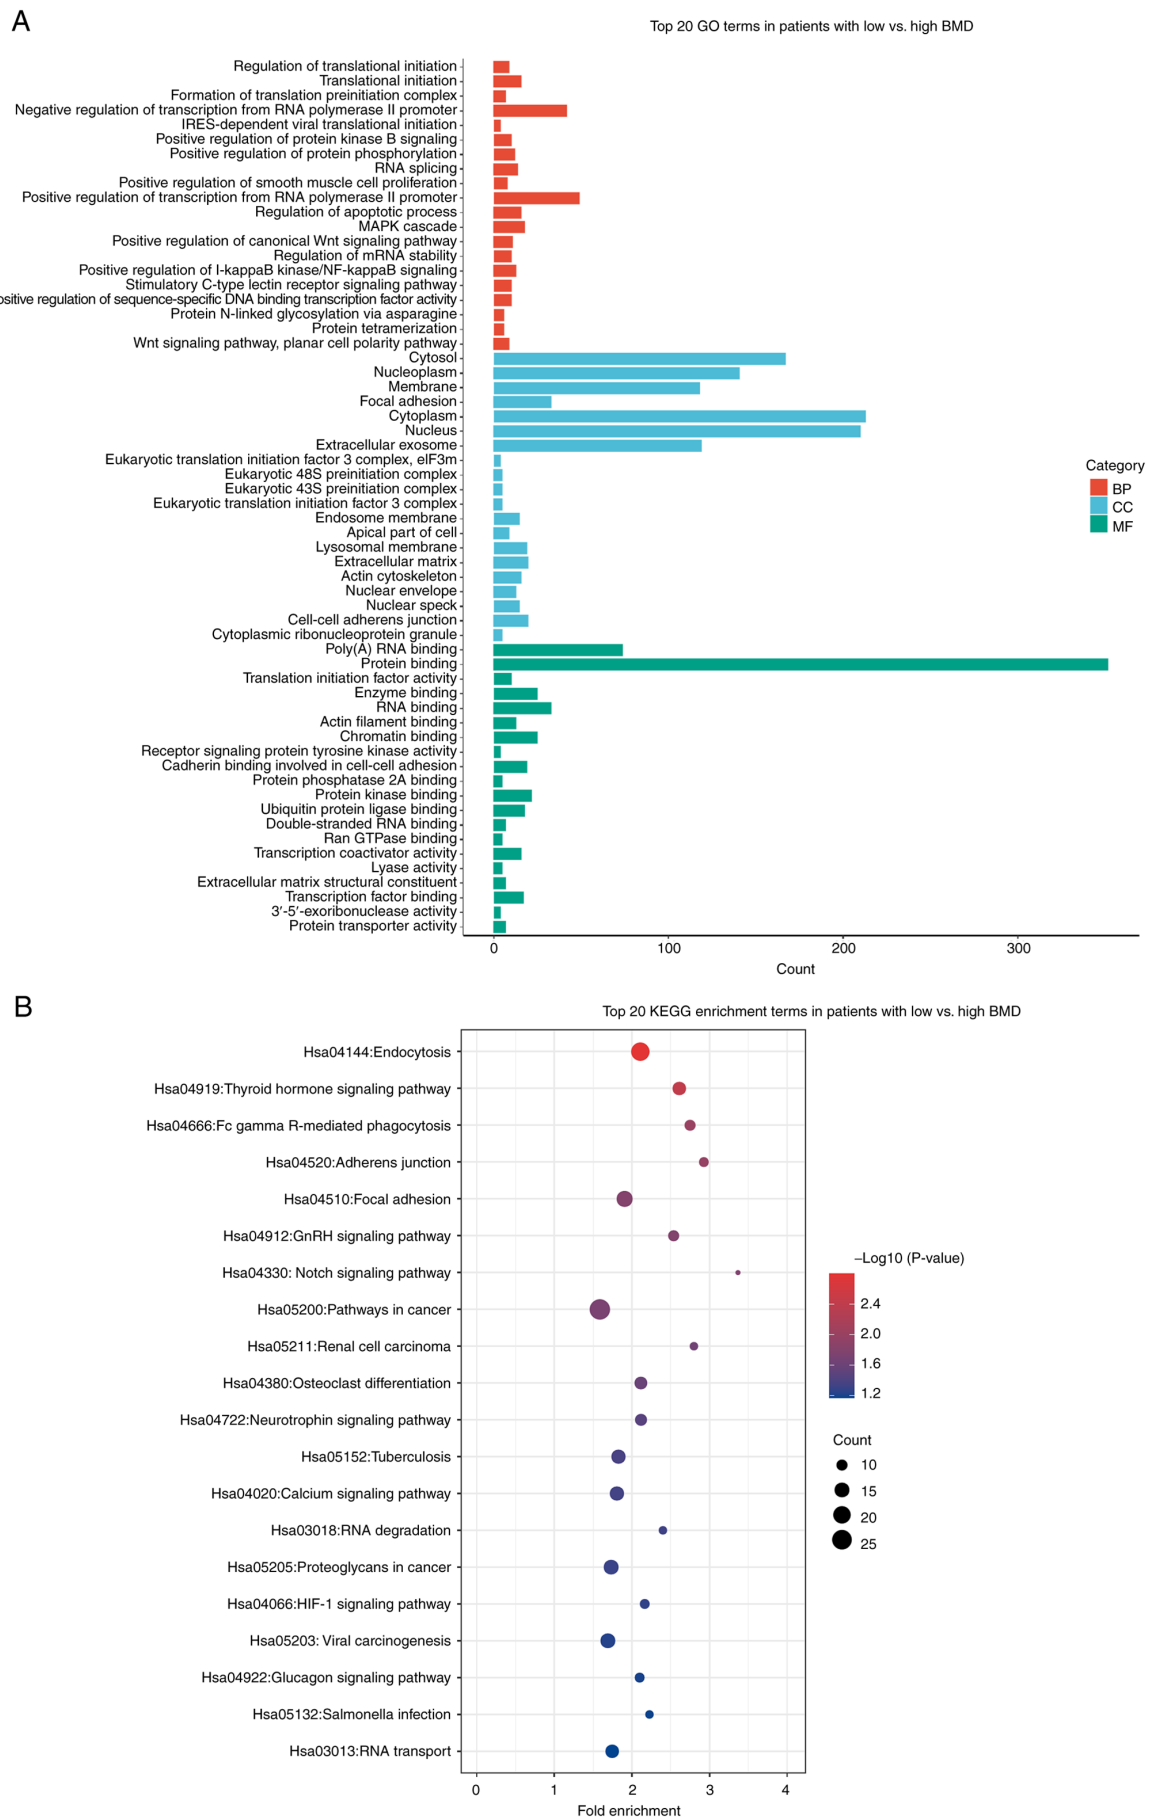 A
Top 20 GO terms in patients with low vs. high BMD
Regulation of translational initiation
Translational initiation
Formation of translation preinitiation complex
Negative regulation of transcription from RNA polymerase II promoter
IRES-dependent viral translational initiation
Positive regulation of protein kinase B signaling
Positive regulation of protein phosphorylation
RNA splicing
Positive regulation of smooth muscle cell proliferation
Positive regulation of transcription from RNA polymerase II promoter
Regulation of apoptotic process
MAPK cascade
Positive regulation of canonical Wnt signaling pathway
Regulation of mRNA stability
Positive regulation of I-kappaB kinase/NF-kappaB signaling
Stimulatory C-type lectin receptor signaling pathway
ositive regulation of sequence-specific DNA binding transcription factor activity
Protein N-linked glycosylation via asparagine
Protein tetramerization
Wnt signaling pathway, planar cell polarity pathway
Cytosol
Nucleoplasm
Membrane
Focal adhesion
Cytoplasm
Nucleus
Extracellular exosome
Eukaryotic translation initiation factor 3 complex, eIF3m
Eukaryotic 48S preinitiation complex
Eukaryotic 43S preinitiation complex
Eukaryotic translation initiation factor 3 complex
Endosome membrane
Apical part of cell
Lysosomal membrane
Extracellular matrix
Actin cytoskeleton
Nuclear envelope
Nuclear speck
Cell-cell adherens junction
Cytoplasmic ribonucleoprotein granule
Poly(A) RNA binding
Protein binding
Translation initiation factor activity
Enzyme binding
RNA binding
Actin filament binding
Chromatin binding
Receptor signaling protein tyrosine kinase activity
Cadherin binding involved in cell-cell adhesion
Protein phosphatase 2A binding
Protein kinase binding
Ubiquitin protein ligase binding
Double-stranded RNA binding
Ran GTPase binding
Transcription coactivator activity
Lyase activity
Extracellular matrix structural constituent
Transcription factor binding
3′-5′-exoribonuclease activity
Protein transporter activity
0 100 200 300
Count
Category
BP
CC
MF
B
Top 20 KEGG enrichment terms in patients with low vs. high BMD
Hsa04144:Endocytosis
Hsa04919:Thyroid hormone signaling pathway
Hsa04666:Fc gamma R-mediated phagocytosis
Hsa04520:Adherens junction
Hsa04510:Focal adhesion
Hsa04912:GnRH signaling pathway
Hsa04330: Notch signaling pathway
Hsa05200:Pathways in cancer
Hsa05211:Renal cell carcinoma
Hsa04380:Osteoclast differentiation
Hsa04722:Neurotrophin signaling pathway
Hsa05152:Tuberculosis
Hsa04020:Calcium signaling pathway
Hsa03018:RNA degradation
Hsa05205:Proteoglycans in cancer
Hsa04066:HIF-1 signaling pathway
Hsa05203: Viral carcinogenesis
Hsa04922:Glucagon signaling pathway
Hsa05132:Salmonella infection
Hsa03013:RNA transport
0 1 2 3 4
Fold enrichment
–Log10 (P-value)
2.4
2.0
1.6
1.2
Count
10
15
20
25